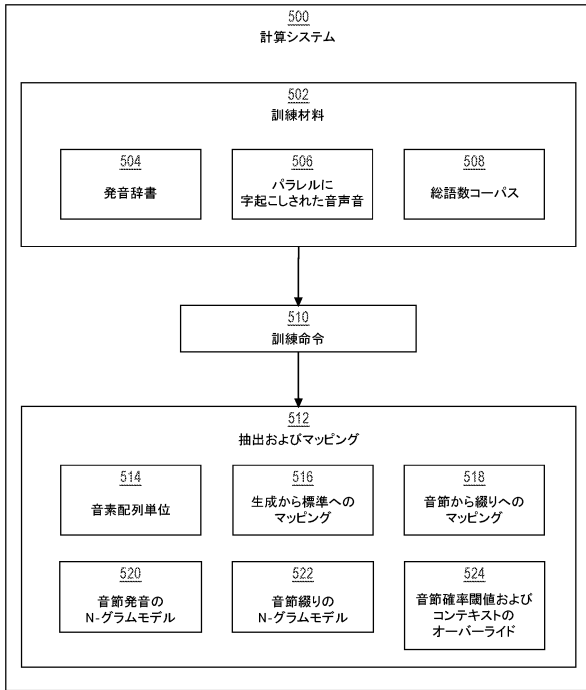 500
計算システム
502
訓練材料
504
発音辞書
506
パラレルに
字起こしされた音声音
508
総語数コーパス
510
訓練命令
512
抽出およびマッピング
514
音素配列単位
516
生成から標準への
マッピング
518
音節から綴りへの
マッピング
520
音節発音の
N-グラムモデル
522
音節綴りの
N-グラムモデル
524
音節確率閾値および
コンテキストの
オーバーライド